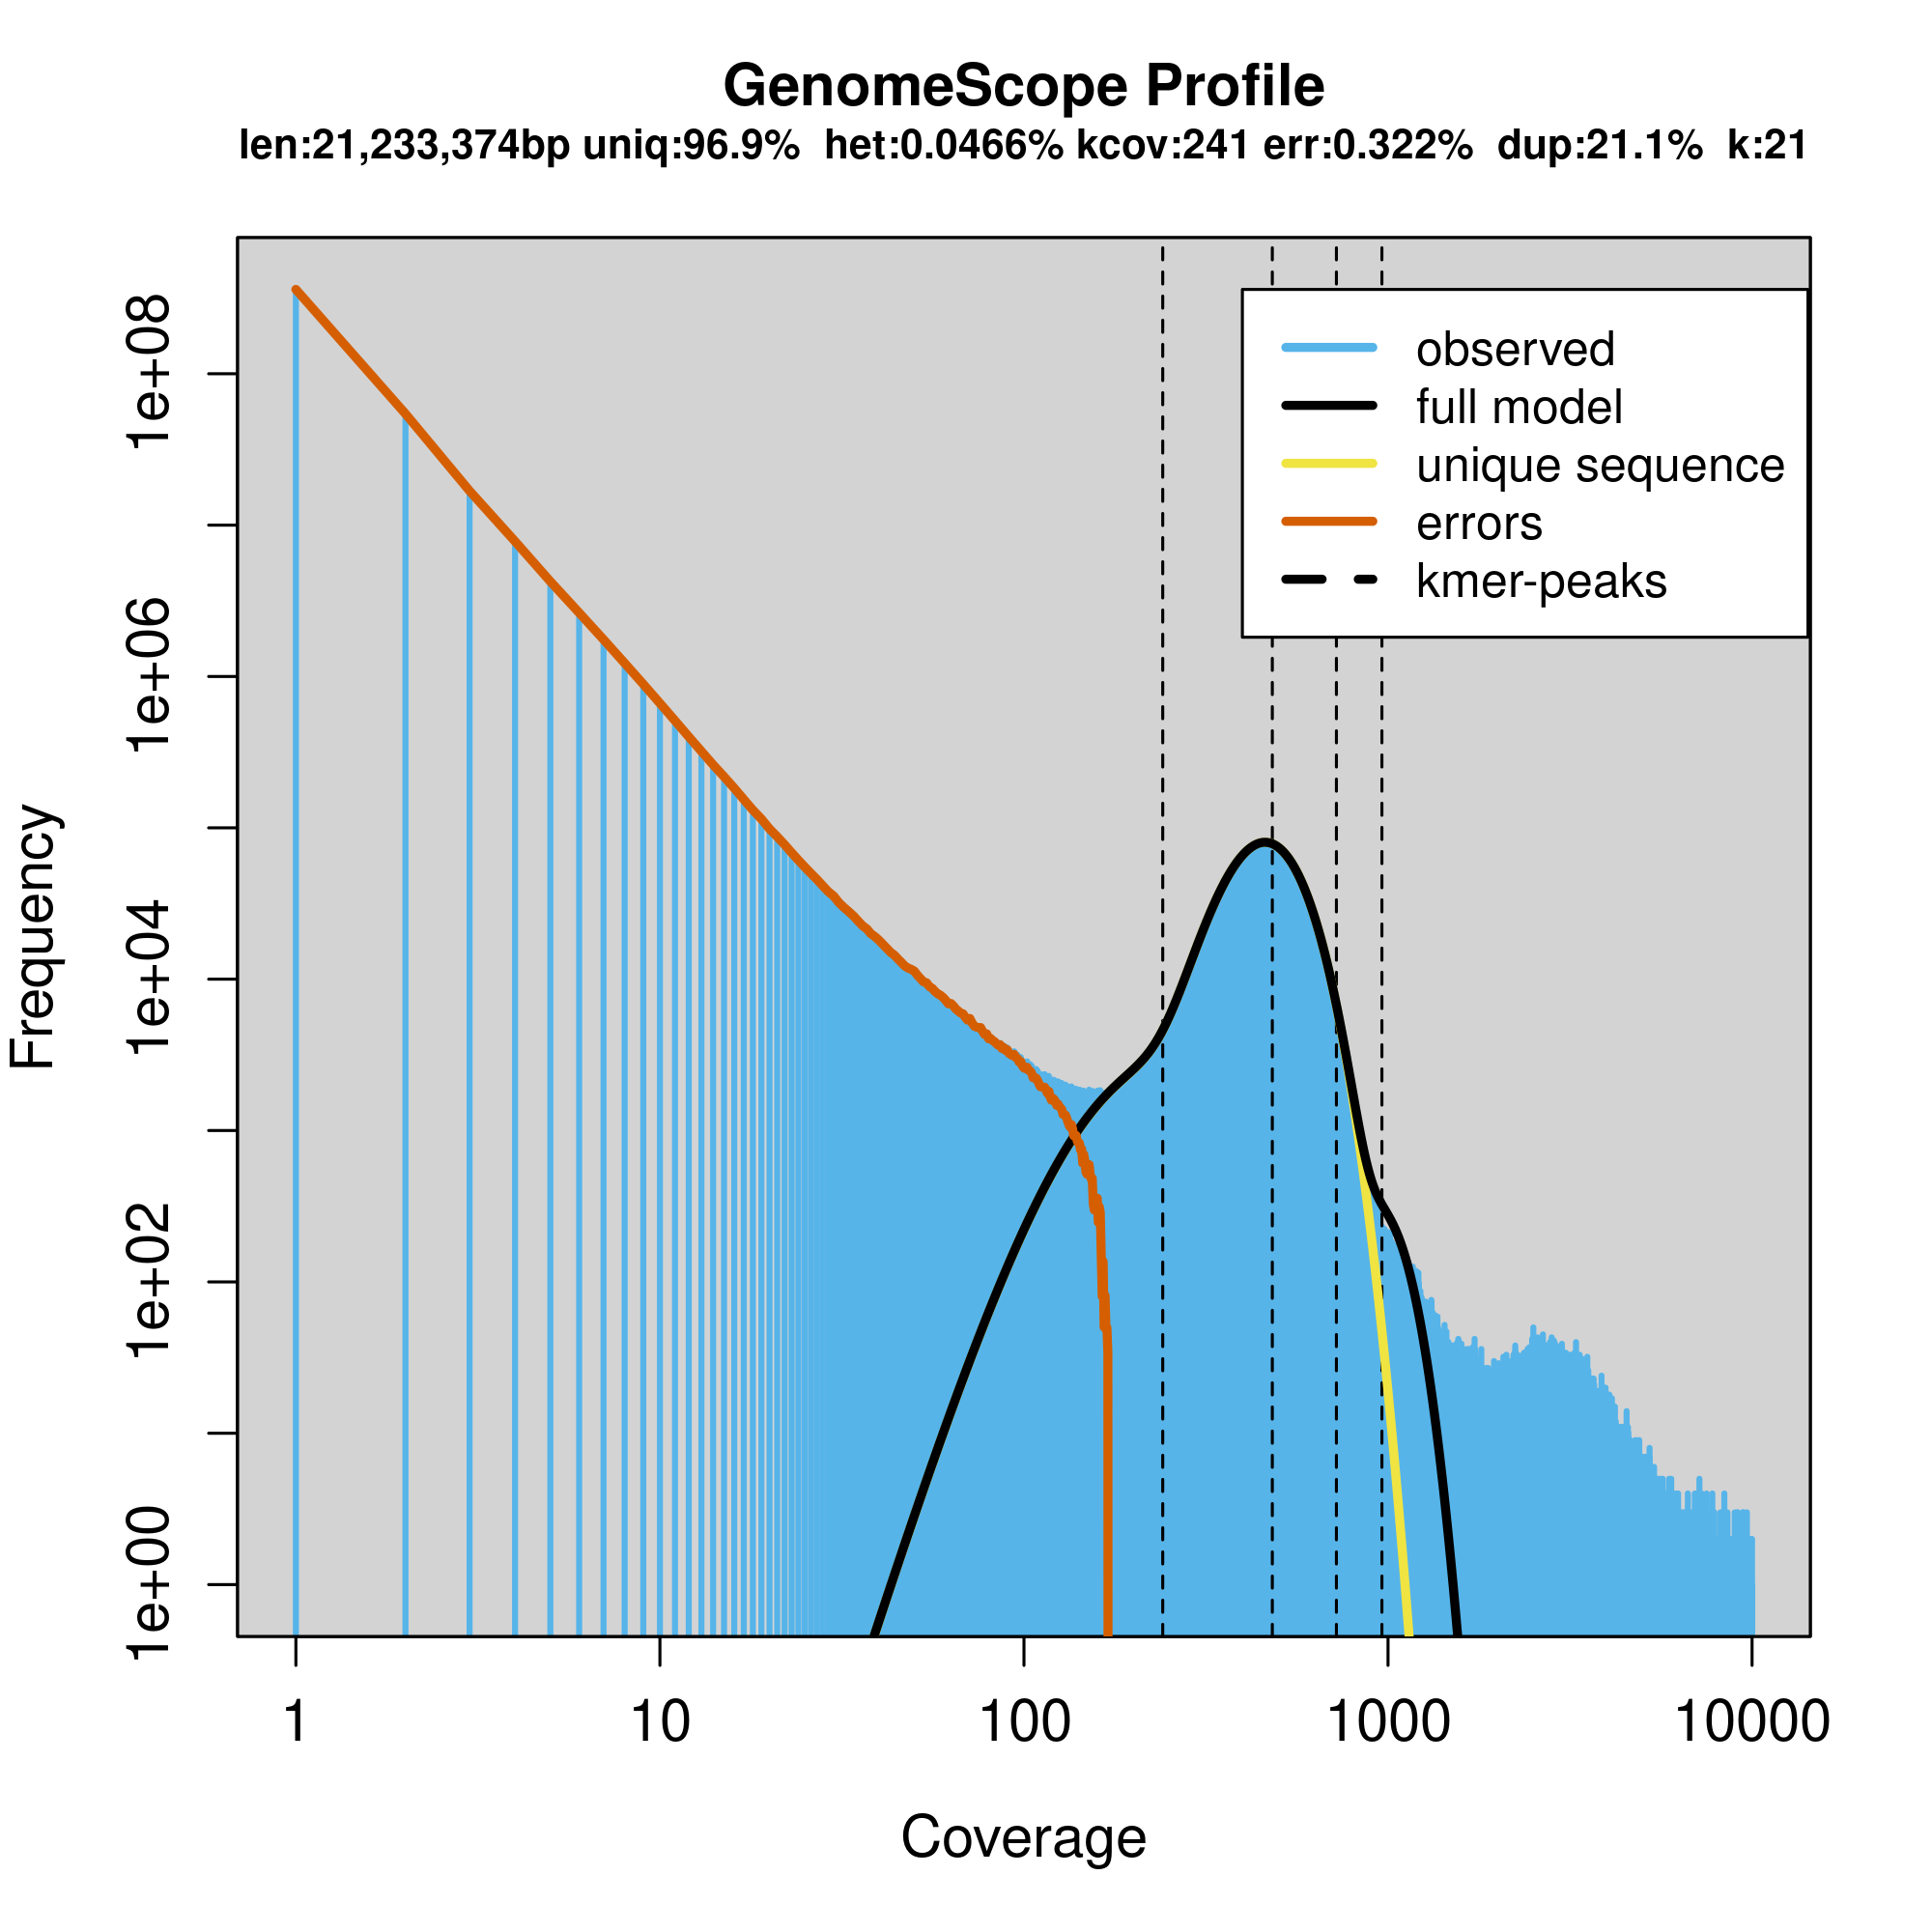 GenomeScope Profile
len:21,233,374bp uniq:96.9% het:0.0466% kcov:241 err:0.322% dup:21.1% k:21
observed
full model
unique sequence
errors
kmer-peaks
Frequency
1e+08
1e+06
1e+04
1e+02
1e+00
1 10 100 1000 10000
Coverage